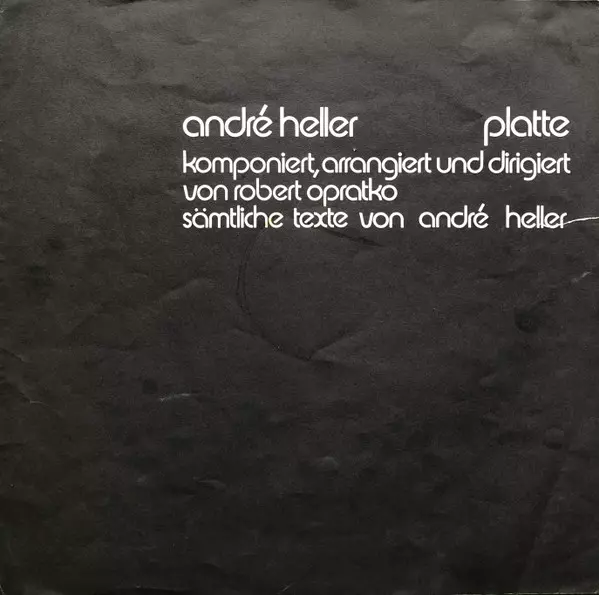 andré heller platte
komponiert, arrangiert und dirigiert
von robert opratko
sämtliche texte von andré heller